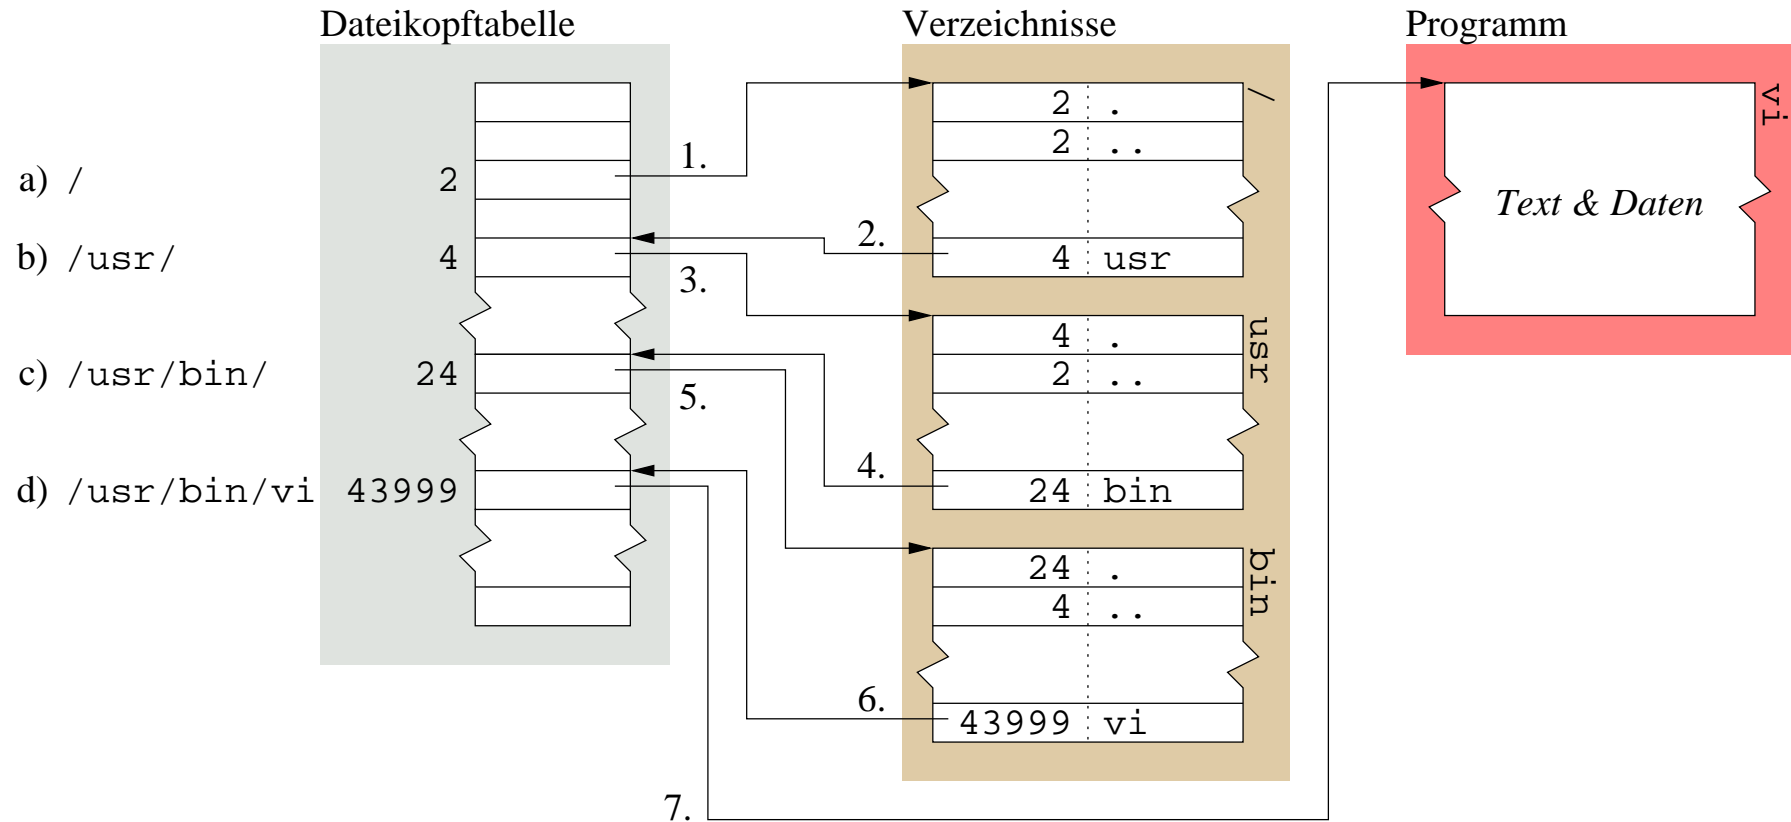 Dateikopftabelle Verzeichnisse Programm
2 . /
vi
2 ..
1.
a) / 2
Text & Daten
2.
b) /usr/ 4 4 usr
3.
4 . usr
c) /usr/bin/ 24 2 ..
5.
4.
d) /usr/bin/vi 43999 24 bin
24 . bin
4 ..
6.
43999 vi
7.